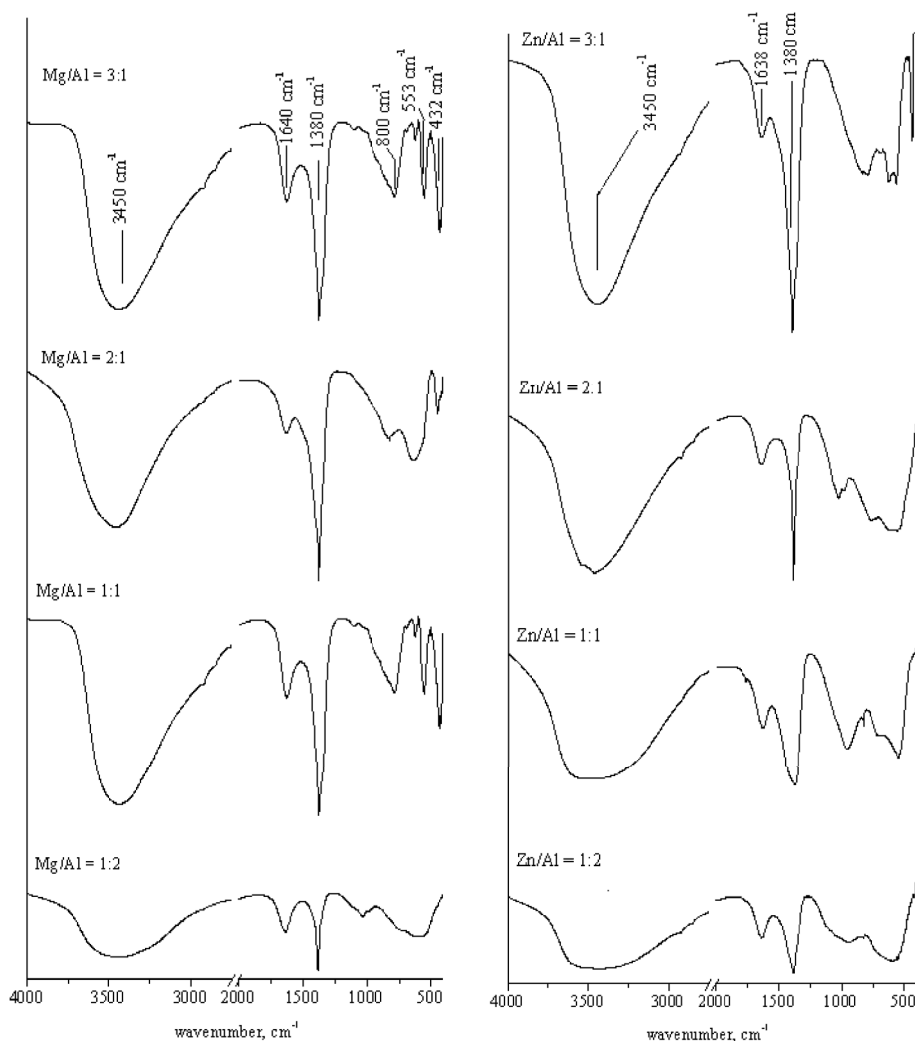 Mg/Al = 3:1
3450 cm⁻¹
1640 cm⁻¹
1380 cm⁻¹
800 cm⁻¹
553 cm⁻¹
432 cm⁻¹
Mg/Al = 2:1
Mg/Al = 1:1
Mg/Al = 1:2
4000 3500 3000 2000 1500 1000 500
wavenumber, cm⁻¹
Zn/Al = 3:1
3450 cm⁻¹
1638 cm⁻¹
1380 cm
Zn/Al = 2.1
Zn/Al = 1:1
Zn/Al = 1:2
4000 3500 3000 2000 1500 1000 500
wavenumber, cm⁻¹